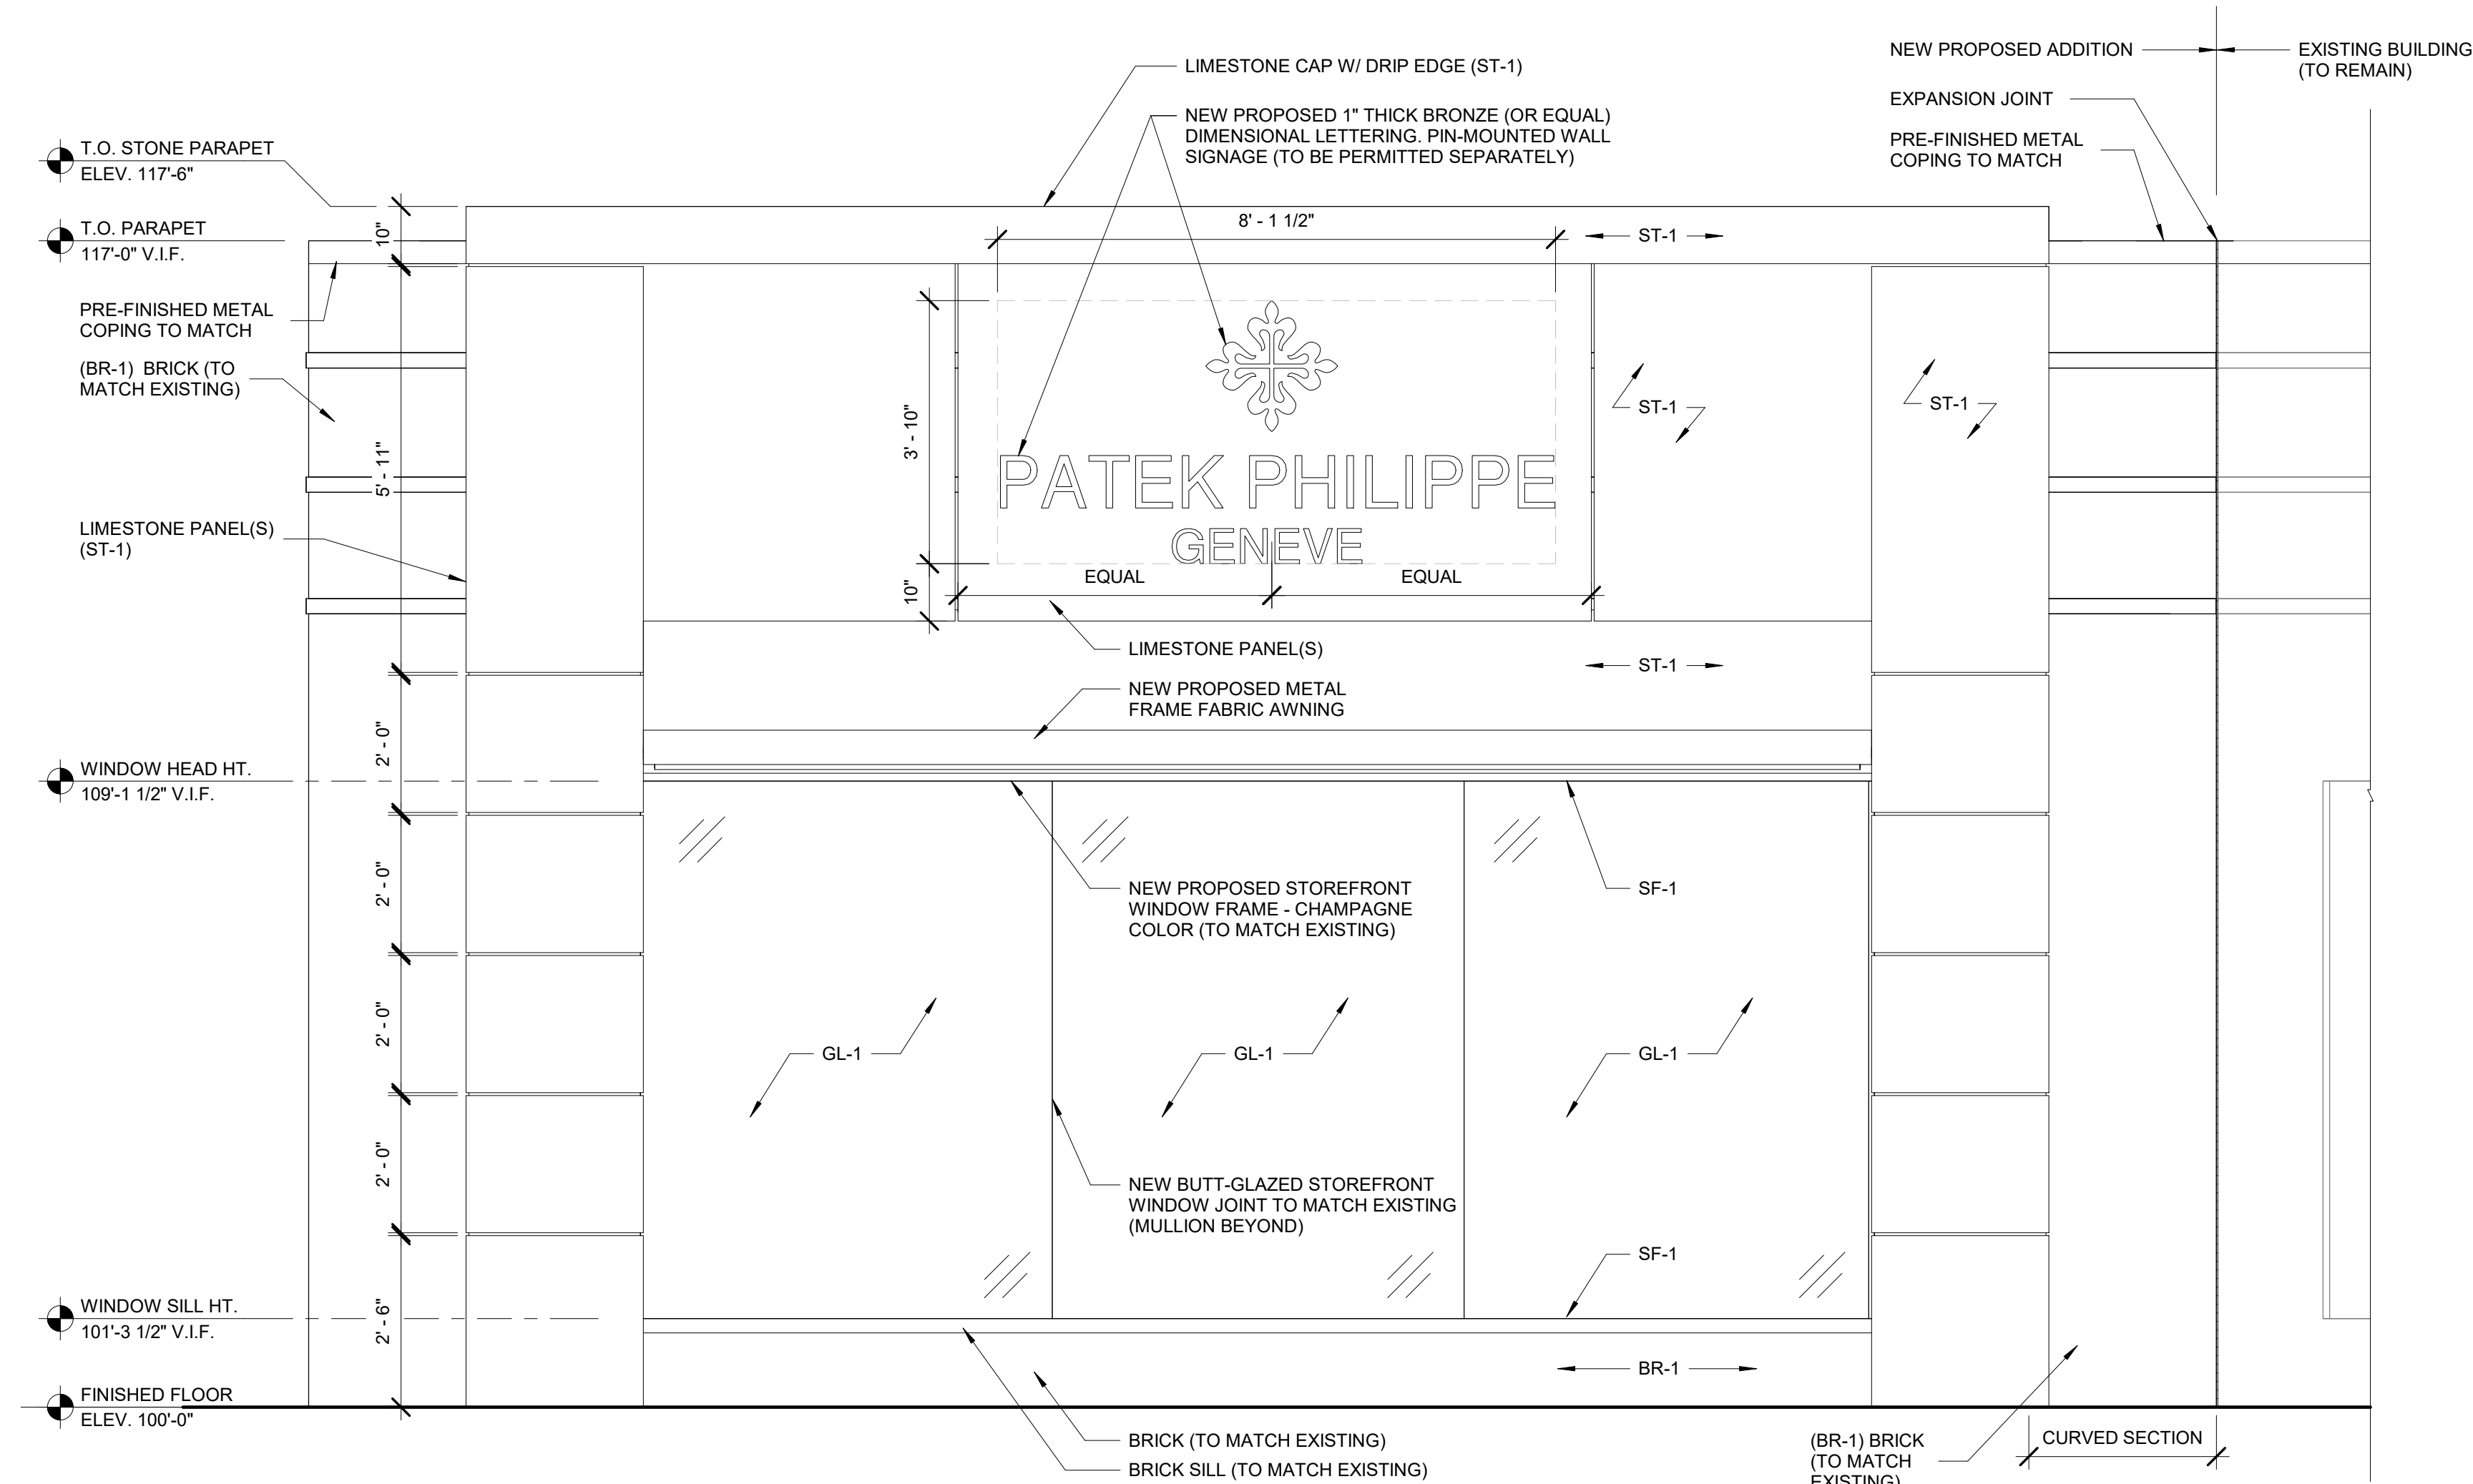 NEW PROPOSED ADDITION
EXISTING BUILDING
(TO REMAIN)
LIMESTONE CAP W/ DRIP EDGE (ST-1)
EXPANSION JOINT
NEW PROPOSED 1" THICK BRONZE (OR EQUAL)
DIMENSIONAL LETTERING. PIN-MOUNTED WALL
SIGNAGE (TO BE PERMITTED SEPARATELY)
PRE-FINISHED METAL
COPING TO MATCH
T.O. STONE PARAPET
ELEV. 117'-6"
T.O. PARAPET
117'-0" V.I.F.
10"
8' - 1 1/2"
ST-1
PRE-FINISHED METAL
COPING TO MATCH
(BR-1) BRICK (TO
MATCH EXISTING)
ST-1
ST-1
3' - 10"
5' - 11"
PATEK PHILIPPE
GENEVE
LIMESTONE PANEL(S)
(ST-1)
EQUAL
EQUAL
10"
LIMESTONE PANEL(S)
ST-1
NEW PROPOSED METAL
FRAME FABRIC AWNING
2' - 0"
WINDOW HEAD HT.
109'-1 1/2" V.I.F.
2' - 0"
NEW PROPOSED STOREFRONT
WINDOW FRAME - CHAMPAGNE
COLOR (TO MATCH EXISTING)
SF-1
2' - 0"
GL-1
GL-1
GL-1
2' - 0"
NEW BUTT-GLAZED STOREFRONT
WINDOW JOINT TO MATCH EXISTING
(MULLION BEYOND)
SF-1
WINDOW SILL HT.
101'-3 1/2" V.I.F.
2' - 6"
BR-1
FINISHED FLOOR
ELEV. 100'-0"
BRICK (TO MATCH EXISTING)
BRICK SILL (TO MATCH EXISTING)
(BR-1) BRICK
(TO MATCH
EXISTING)
CURVED SECTION